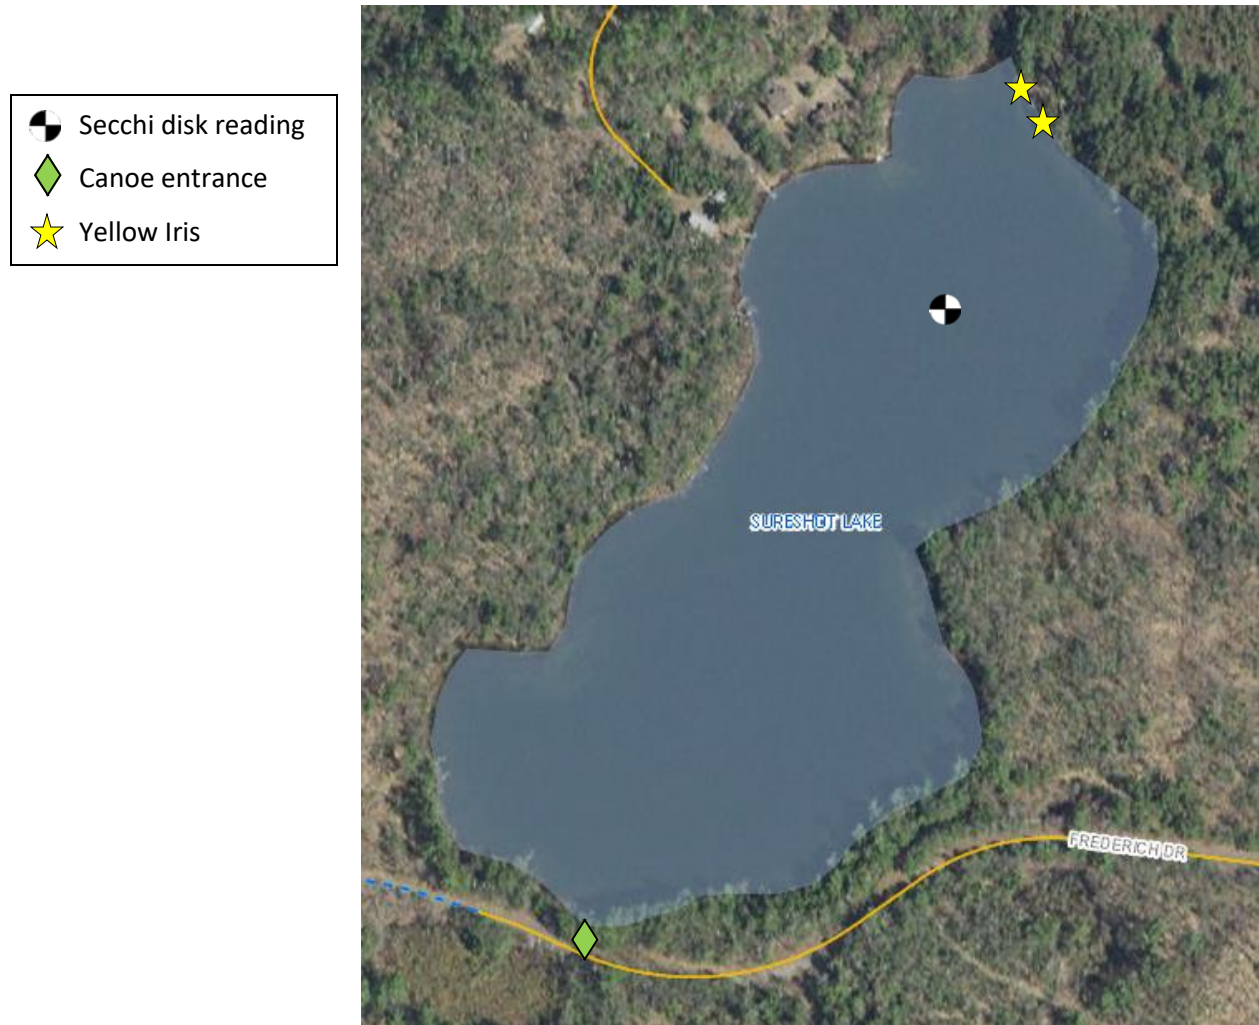 Secchi disk reading
Canoe entrance
Yellow Iris
SURESHOT LAKE
FREDERICH DR